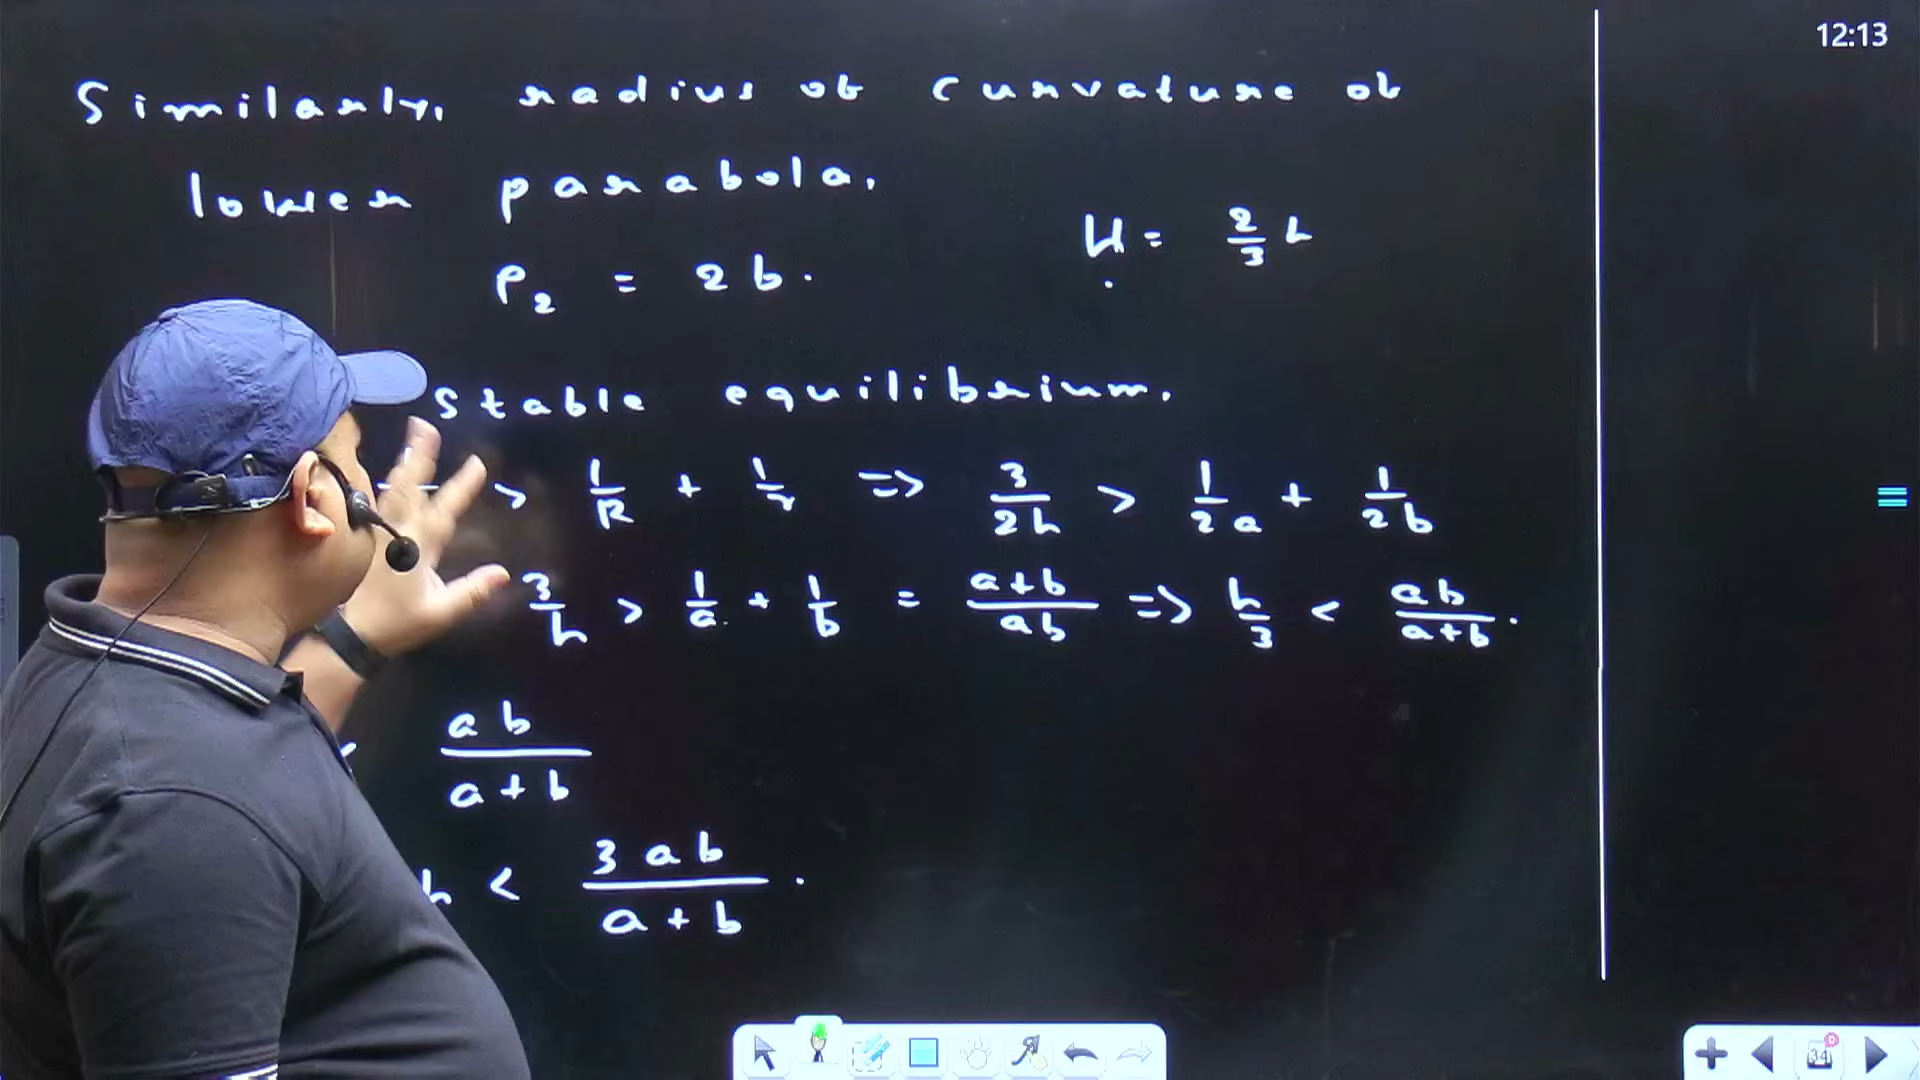 12:13
Similarly, radius of curvature of
lower parabola,
ρ₂ = 2b.
H = 2/3 h
stable equilibrium.
> 1/R + 1/r => 3/2h > 1/2a + 1/2b
3/h > 1/a + 1/b = a+b/ab => h/3 < ab/a+b.
< ab/a+b
h < 3ab/a+b.
34